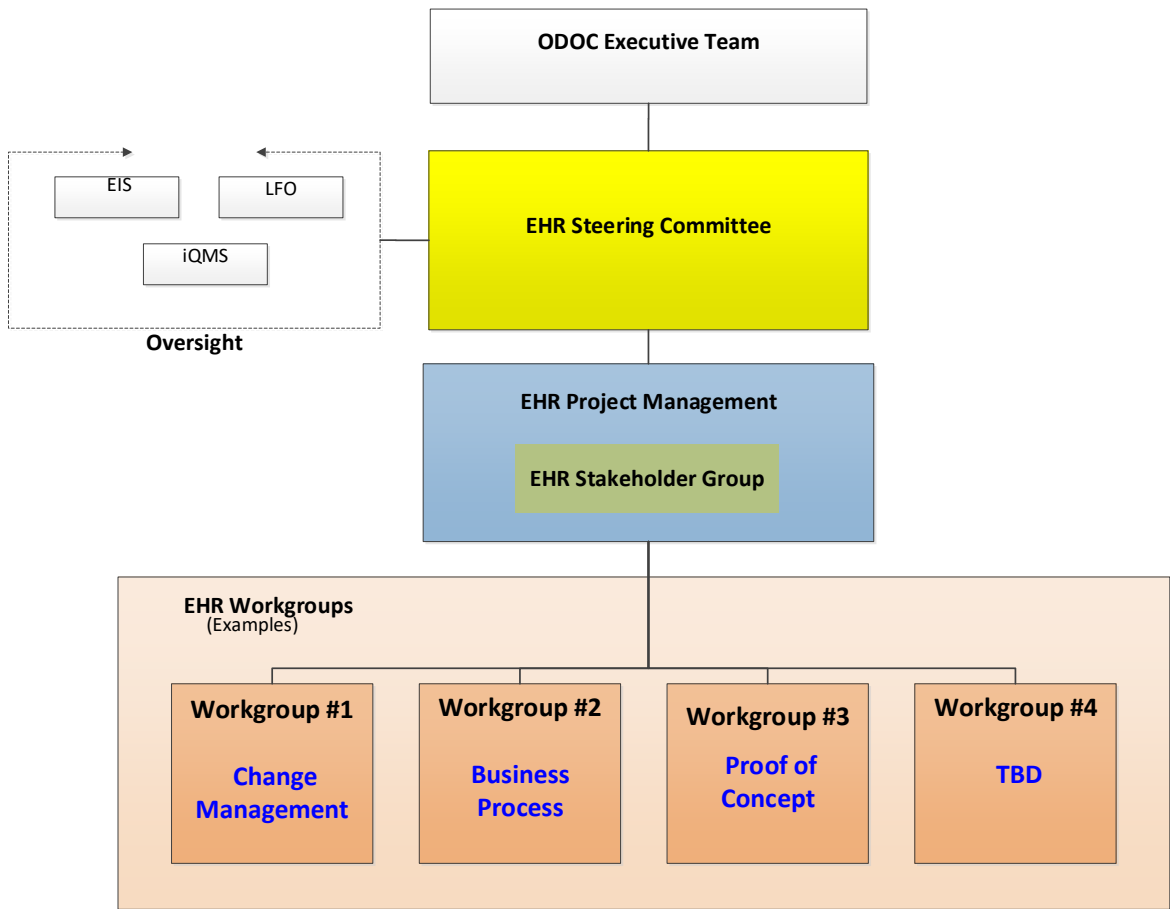 ODOC Executive Team
EIS
LFO
iQMS
Oversight
EHR Steering Committee
EHR Project Management
EHR Stakeholder Group
EHR Workgroups
(Examples)
Workgroup #1
Change
Management
Workgroup #2
Business
Process
Workgroup #3
Proof of
Concept
Workgroup #4
TBD